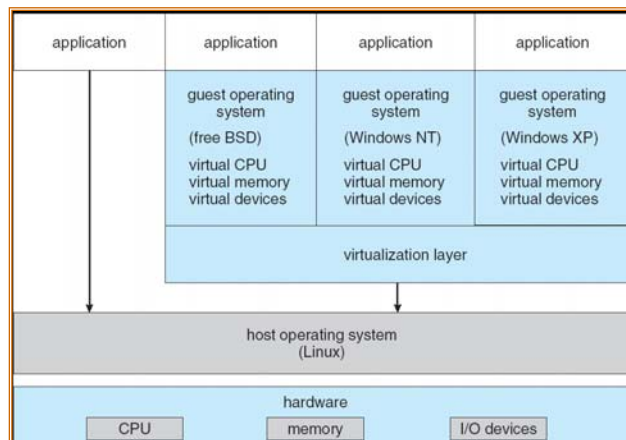 application
application
application
application
guest operating
system
(free BSD)
virtual CPU
virtual memory
virtual devices
guest operating
system
(Windows NT)
virtual CPU
virtual memory
virtual devices
guest operating
system
(Windows XP)
virtual CPU
virtual memory
virtual devices
virtualization layer
host operating system
(Linux)
hardware
CPU
memory
I/O devices